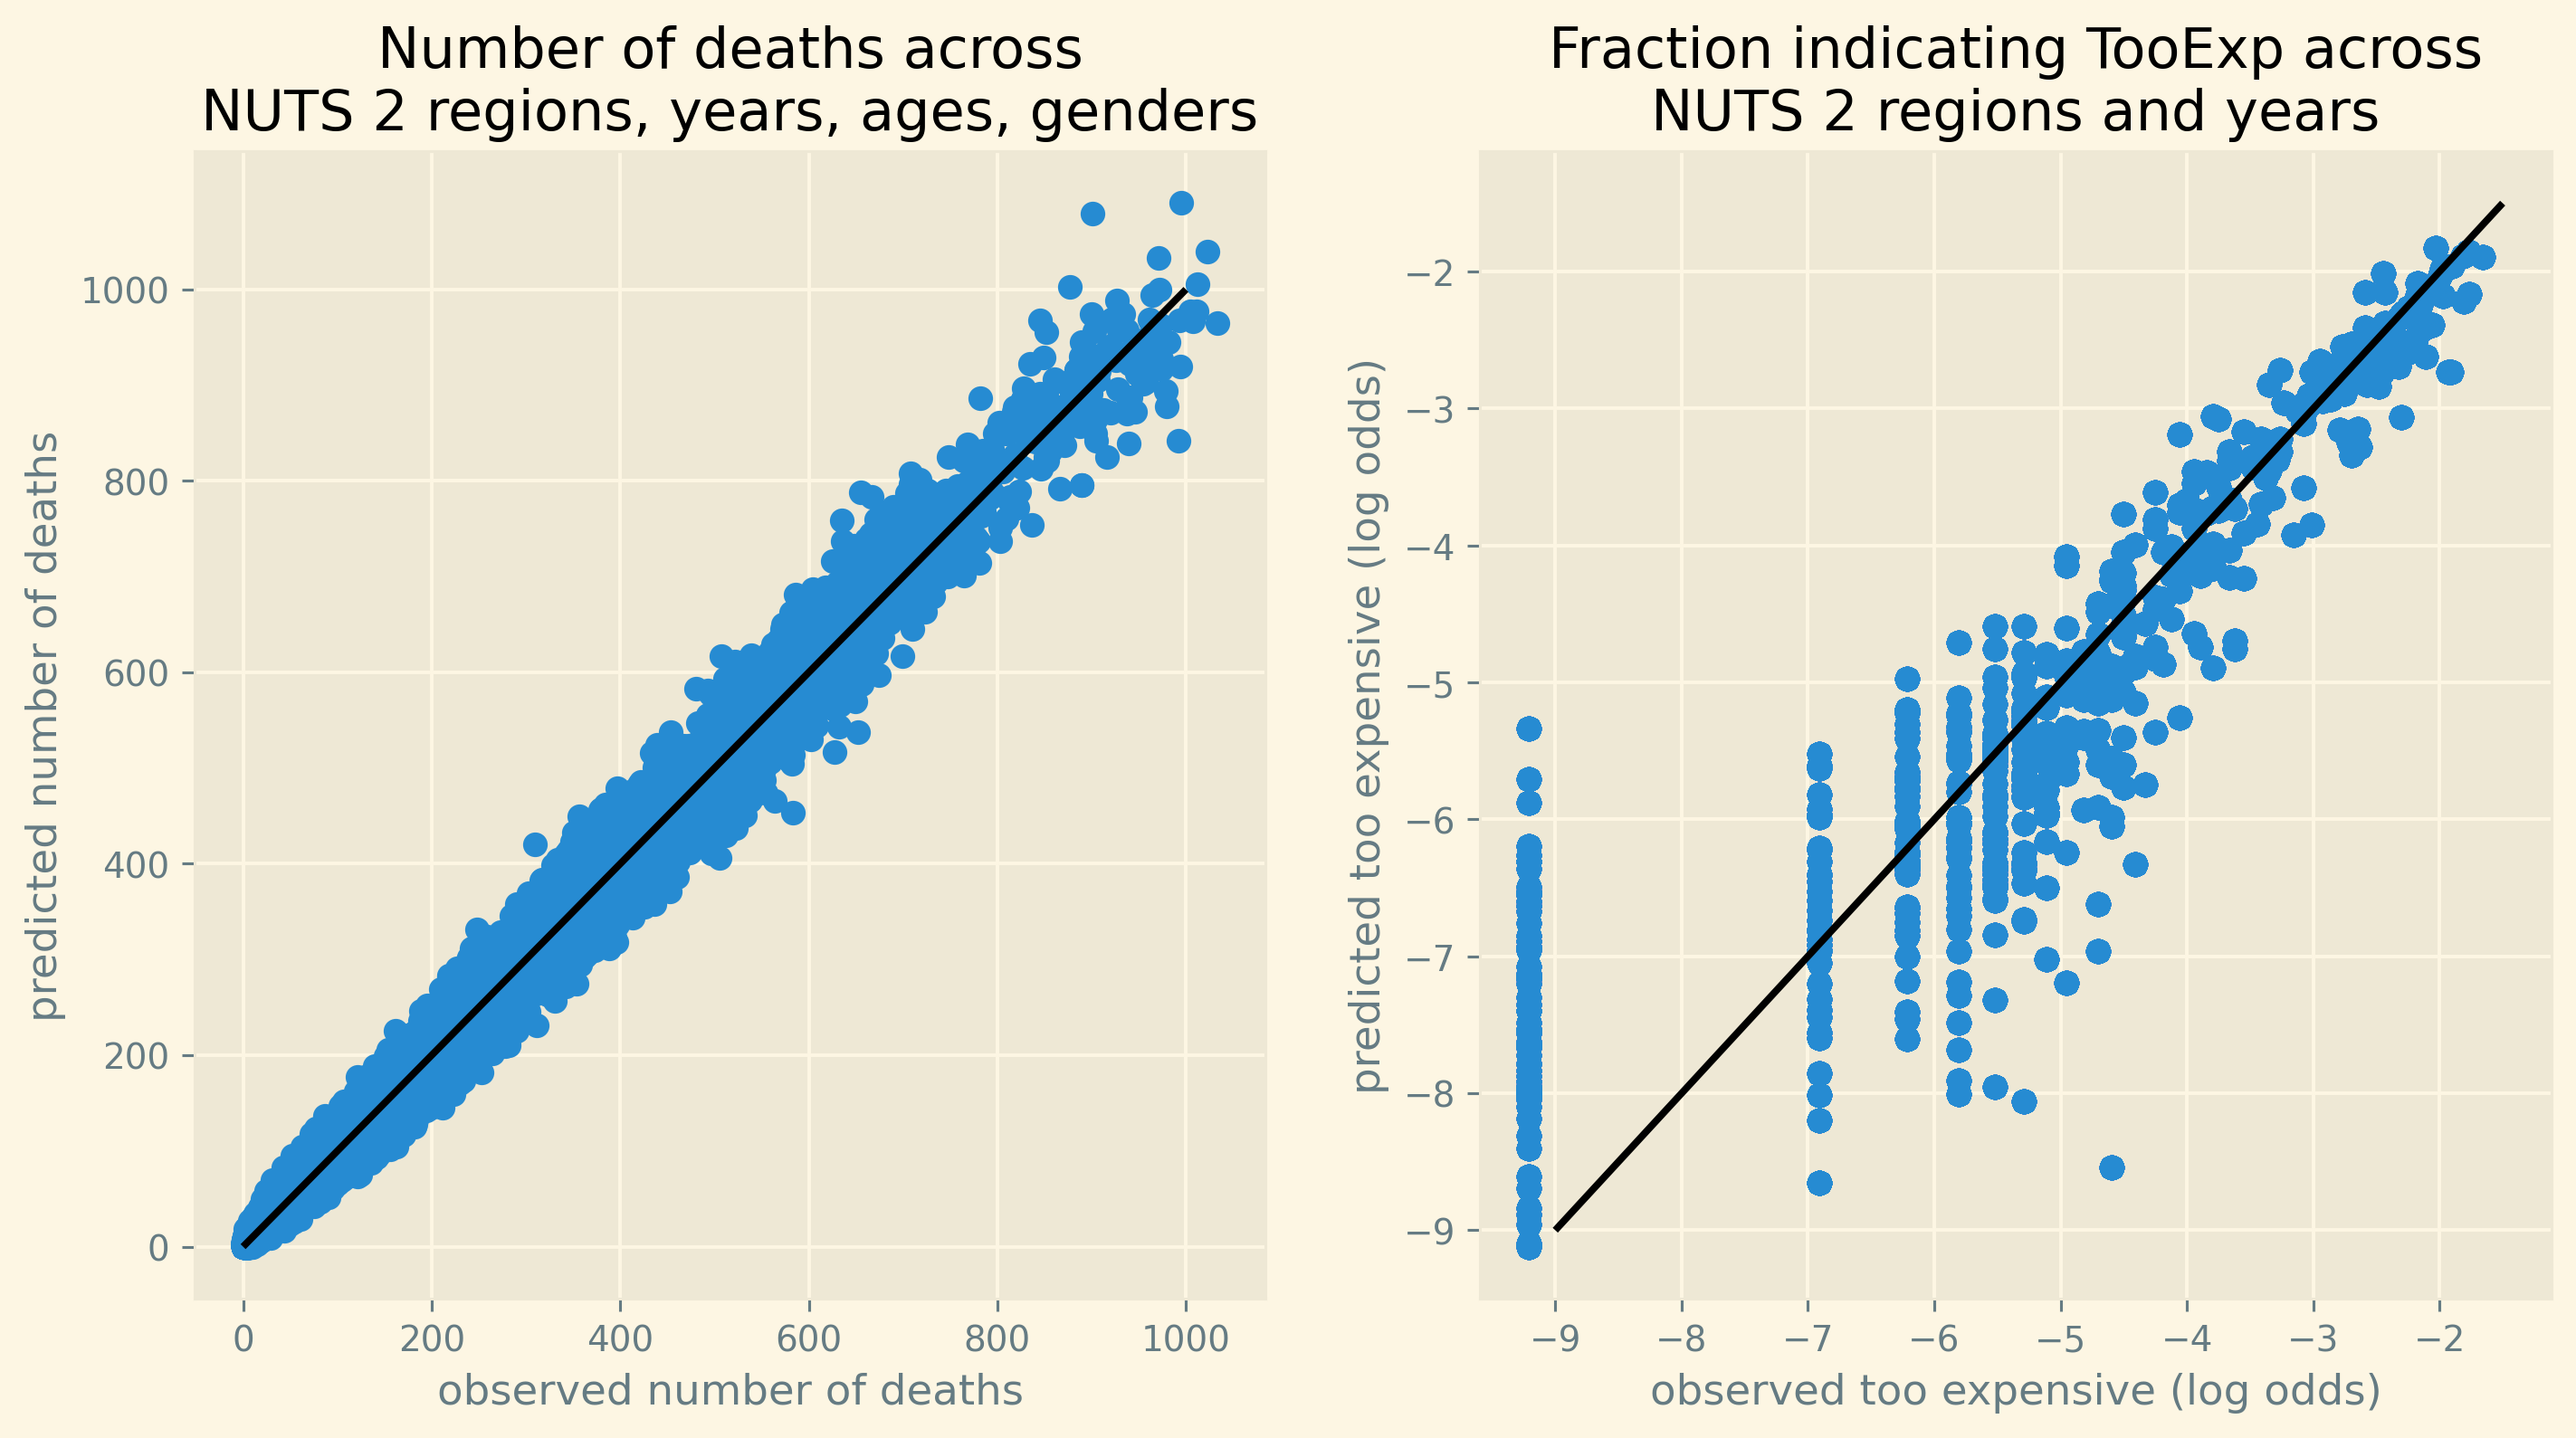 Number of deaths across
NUTS 2 regions, years, ages, genders
predicted number of deaths
1000
800
600
400
200
0
0 200 400 600 800 1000
observed number of deaths
Fraction indicating TooExp across
NUTS 2 regions and years
predicted too expensive (log odds)
−2
−3
−4
−5
−6
−7
−8
−9
−9 −8 −7 −6 −5 −4 −3 −2
observed too expensive (log odds)